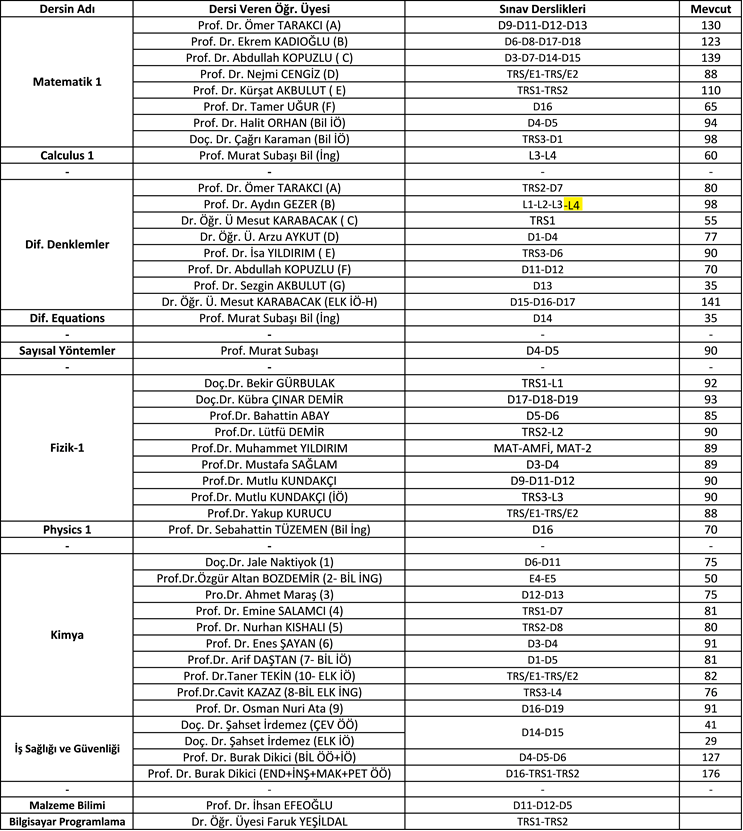 Dersin Adı Dersi Veren Öğr. Üyesi Sınav Derslikleri Mevcut
Matematik 1
Prof. Dr. Ömer TARAKCI (A) D9-D11-D12-D13 130
Prof. Dr. Ekrem KADIOĞLU (B) D6-D8-D17-D18 123
Prof. Dr. Abdullah KOPUZLU ( C) D3-D7-D14-D15 139
Prof. Dr. Nejmi CENGİZ (D) TRS/E1-TRS/E2 88
Prof. Dr. Kürşat AKBULUT ( E) TRS1-TRS2 110
Prof. Dr. Tamer UĞUR (F) D16 65
Prof. Dr. Halit ORHAN (Bil İÖ) D4-D5 94
Doç. Dr. Çağrı Karaman (Bil İÖ) TRS3-D1 98
Calculus 1 Prof. Murat Subaşı Bil (İng) L3-L4 60
- - - -
Dif. Denklemler
Prof. Dr. Ömer TARAKCI (A) TRS2-D7 80
Prof. Dr. Aydın GEZER (B) L1-L2-L3-L4 98
Dr. Öğr. Ü Mesut KARABACAK ( C) TRS1 55
Dr. Öğr. Ü. Arzu AYKUT (D) D1-D4 77
Prof. Dr. İsa YILDIRIM ( E) TRS3-D6 90
Prof. Dr. Abdullah KOPUZLU (F) D11-D12 70
Prof. Dr. Sezgin AKBULUT (G) D13 35
Dr. Öğr. Ü. Mesut KARABACAK (ELK İÖ-H) D15-D16-D17 141
Dif. Equations Prof. Murat Subaşı Bil (İng) D14 35
- - - -
Sayısal Yöntemler Prof. Murat Subaşı D4-D5 90
- - - -
Fizik-1
Doç.Dr. Bekir GÜRBULAK TRS1-L1 92
Doç.Dr. Kübra ÇINAR DEMİR D17-D18-D19 93
Prof.Dr. Bahattin ABAY D5-D6 85
Prof.Dr. Lütfü DEMİR TRS2-L2 90
Prof.Dr. Muhammet YILDIRIM MAT-AMFİ, MAT-2 89
Prof.Dr. Mustafa SAĞLAM D3-D4 89
Prof.Dr. Mutlu KUNDAKÇI D9-D11-D12 90
Prof.Dr. Mutlu KUNDAKÇI (İÖ) TRS3-L3 90
Prof.Dr. Yakup KURUCU TRS/E1-TRS/E2 88
Physics 1 Prof. Dr. Sebahattin TÜZEMEN (Bil İng) D16 70
- - - -
Kimya
Doç.Dr. Jale Naktiyok (1) D6-D11 75
Prof.Dr.Özgür Altan BOZDEMİR (2- BİL İNG) E4-E5 50
Pro.Dr. Ahmet Maraş (3) D12-D13 75
Prof. Dr. Emine SALAMCI (4) TRS1-D7 81
Prof. Dr. Nurhan KISHALI (5) TRS2-D8 80
Prof. Dr. Enes ŞAYAN (6) D3-D4 91
Prof.Dr. Arif DAŞTAN (7- BİL İÖ) D1-D5 81
Prof. Dr.Taner TEKİN (10- ELK İÖ) TRS/E1-TRS/E2 82
Prof.Dr.Cavit KAZAZ (8-BİL ELK İNG) TRS3-L4 76
Prof. Dr. Osman Nuri Ata (9) D16-D19 91
İş Sağlığı ve Güvenliği
Doç. Dr. Şahset İrdemez (ÇEV ÖÖ) D14-D15 41
Doç. Dr. Şahset İrdemez (ELK İÖ) 29
Prof. Dr. Burak Dikici (BİL ÖÖ+İÖ) D4-D5-D6 127
Prof. Dr. Burak Dikici (END+İNŞ+MAK+PET ÖÖ) D16-TRS1-TRS2 176
- - - -
Malzeme Bilimi Prof. Dr. İhsan EFEOĞLU D11-D12-D5
Bilgisayar Programlama Dr. Öğr. Üyesi Faruk YEŞİLDAL TRS1-TRS2